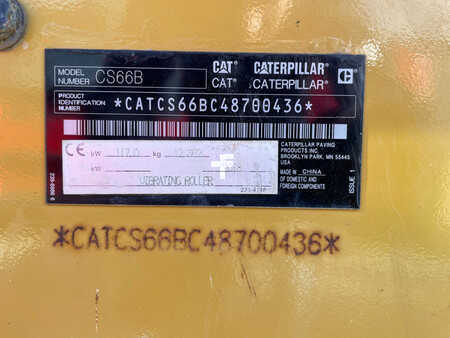 MODEL NUMBER CS66B
CAT® CATERPILLAR®
CAT® CATERPILLAR®
PRODUCT IDENTIFICATION NUMBER *CATCS66BC48700436*
CATERPILLAR PAVING
PRODUCTS INC.
BROOKLYN PARK, MN 55445
USA
CE kW 117.0 kg
VIBRATING ROLLER
MADE IN CHINA
OF DOMESTIC AND
FOREIGN COMPONENTS
ISSUE 1
*CATCS66BC48700436*